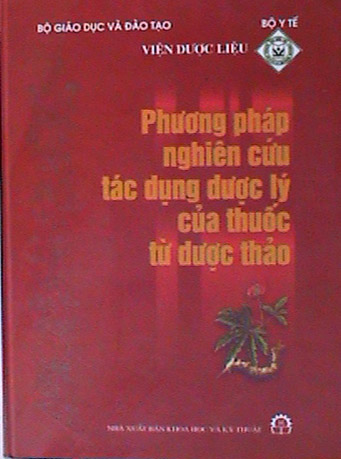 BỘ GIÁO DỤC VÀ ĐÀO TẠO
BỘ Y TẾ
VIỆN DƯỢC LIỆU
Phương pháp
nghiên cứu
tác dụng dược lý
của thuốc
từ dược thảo
NHÀ XUẤT BẢN KHOA HỌC VÀ KỸ THUẬT